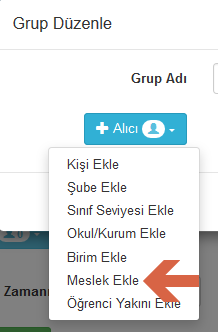 Grup Düzenle
Grup Adı
Alıcı
Kişi Ekle
Şube Ekle
Sınıf Seviyesi Ekle
Okul/Kurum Ekle
Birim Ekle
Meslek Ekle
Öğrenci Yakını Ekle